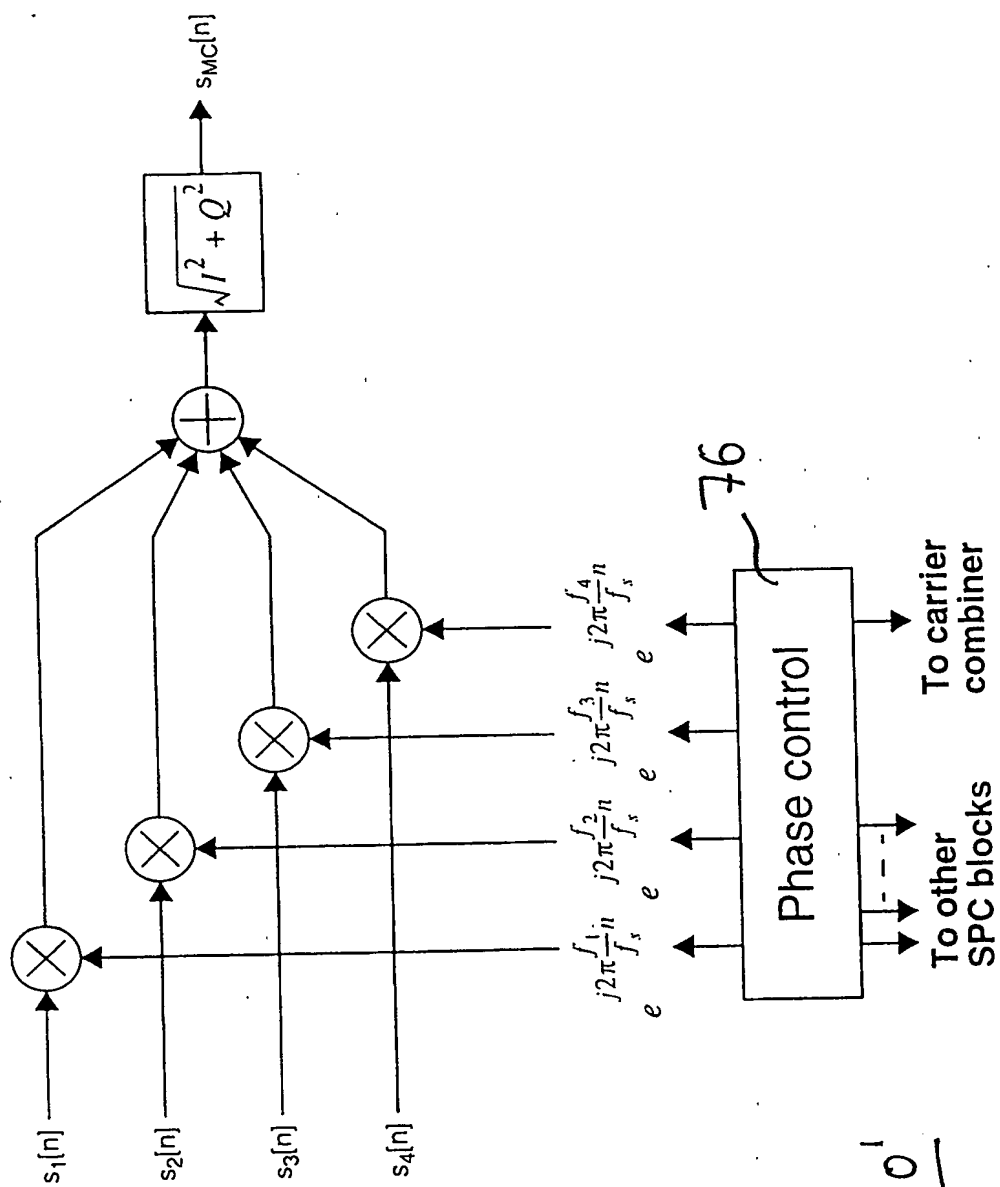 s₁[n]
s₂[n]
s₃[n]
s₄[n]
√I² + Q²
s_MC[n]
e^{j2π(f₁/f_s)n}
e^{j2π(f₂/f_s)n}
e^{j2π(f₃/f_s)n}
e^{j2π(f₄/f_s)n}
Phase control
76
To other
SPC blocks
To carrier
combiner